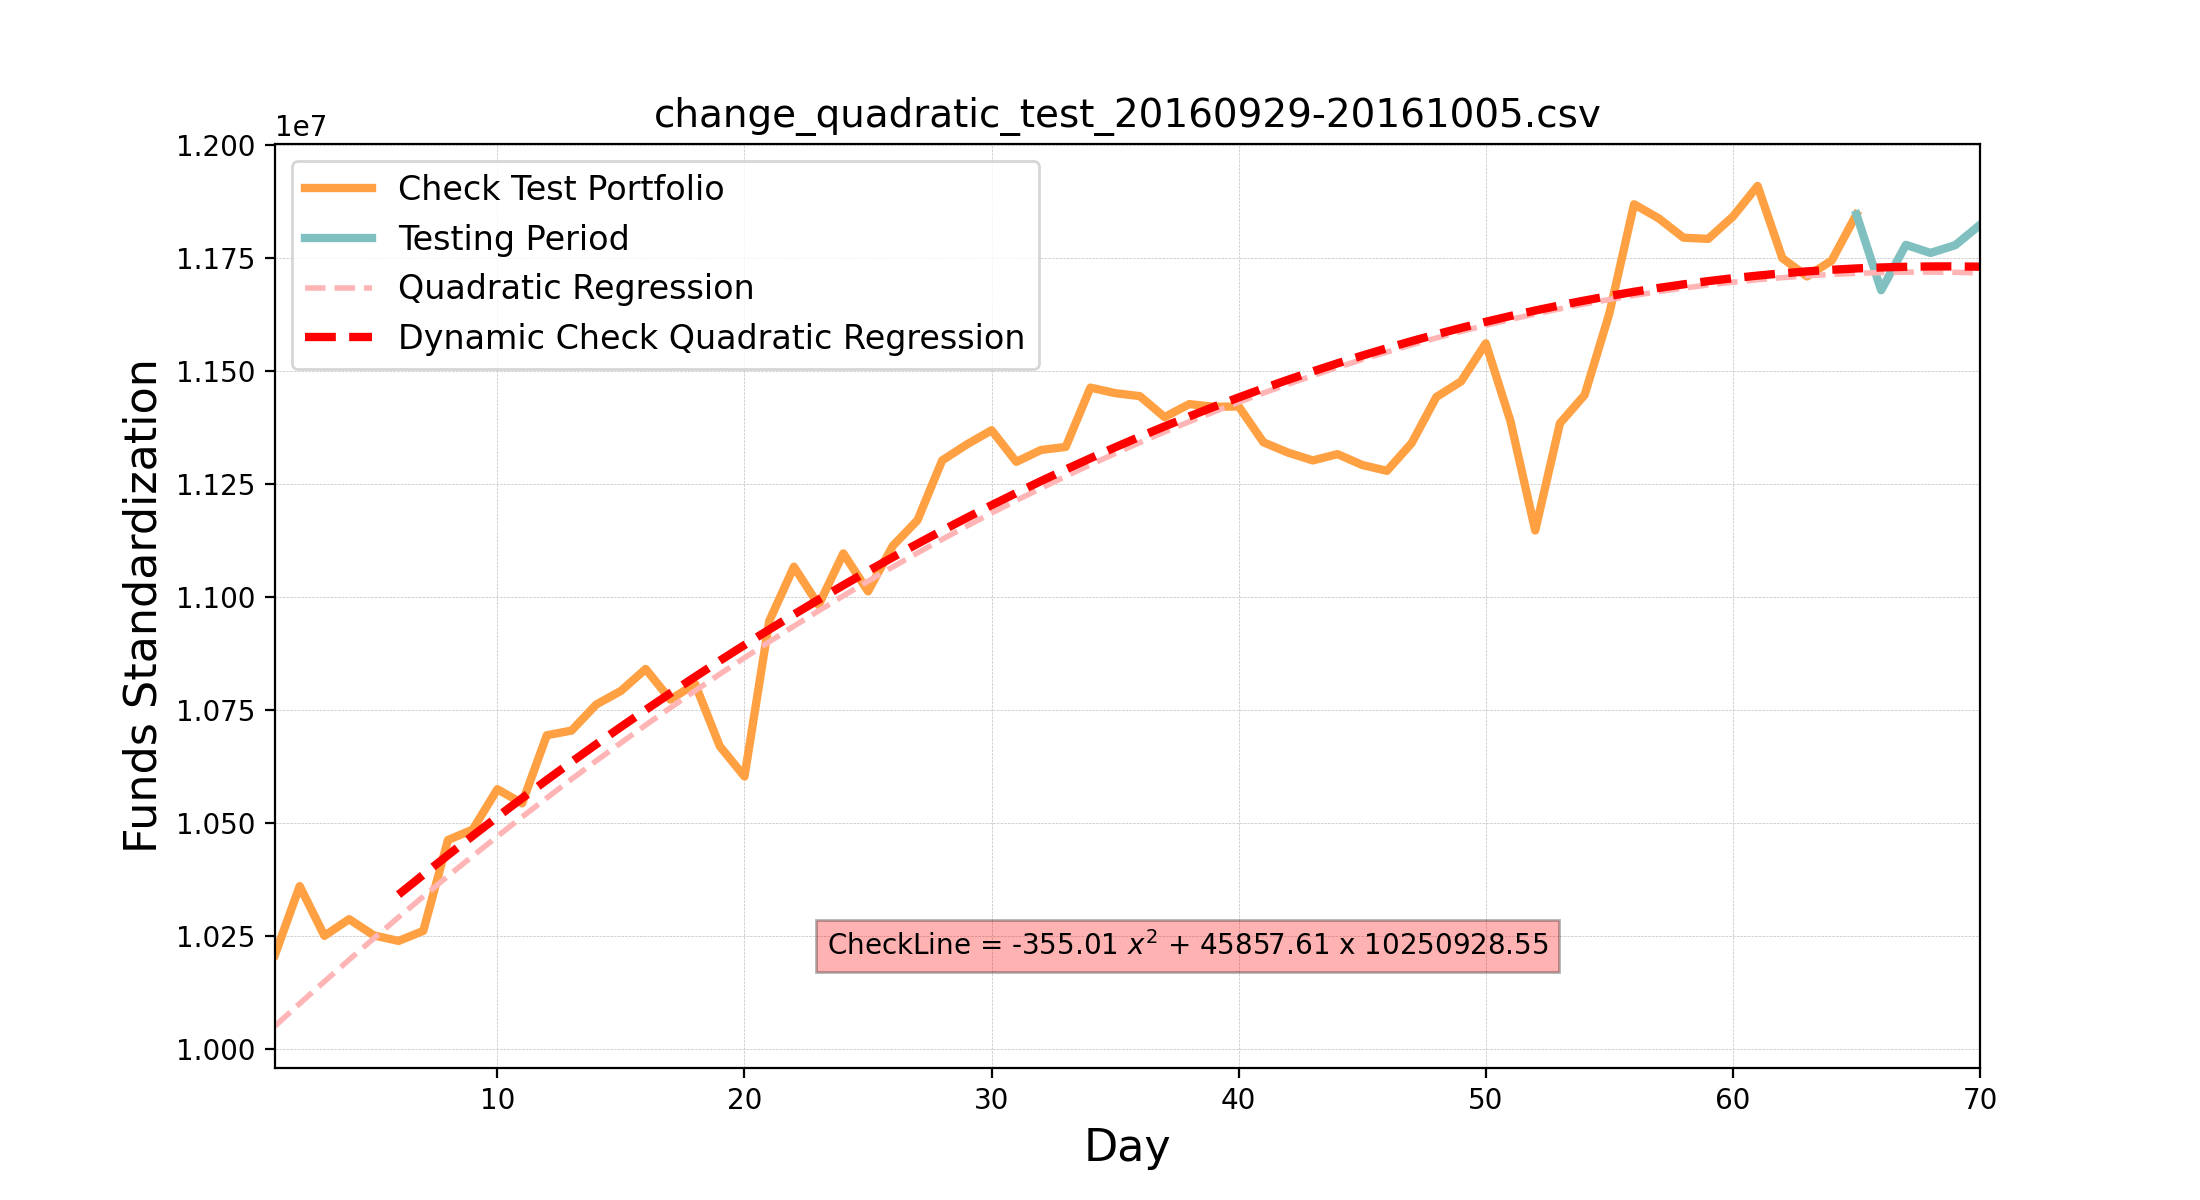 change_quadratic_test_20160929-20161005.csv
1e7
1.200
1.175
1.150
1.125
1.100
1.075
1.050
1.025
1.000
Funds Standardization
Check Test Portfolio
Testing Period
Quadratic Regression
Dynamic Check Quadratic Regression
CheckLine = -355.01 x² + 45857.61 x 10250928.55
10 20 30 40 50 60 70
Day